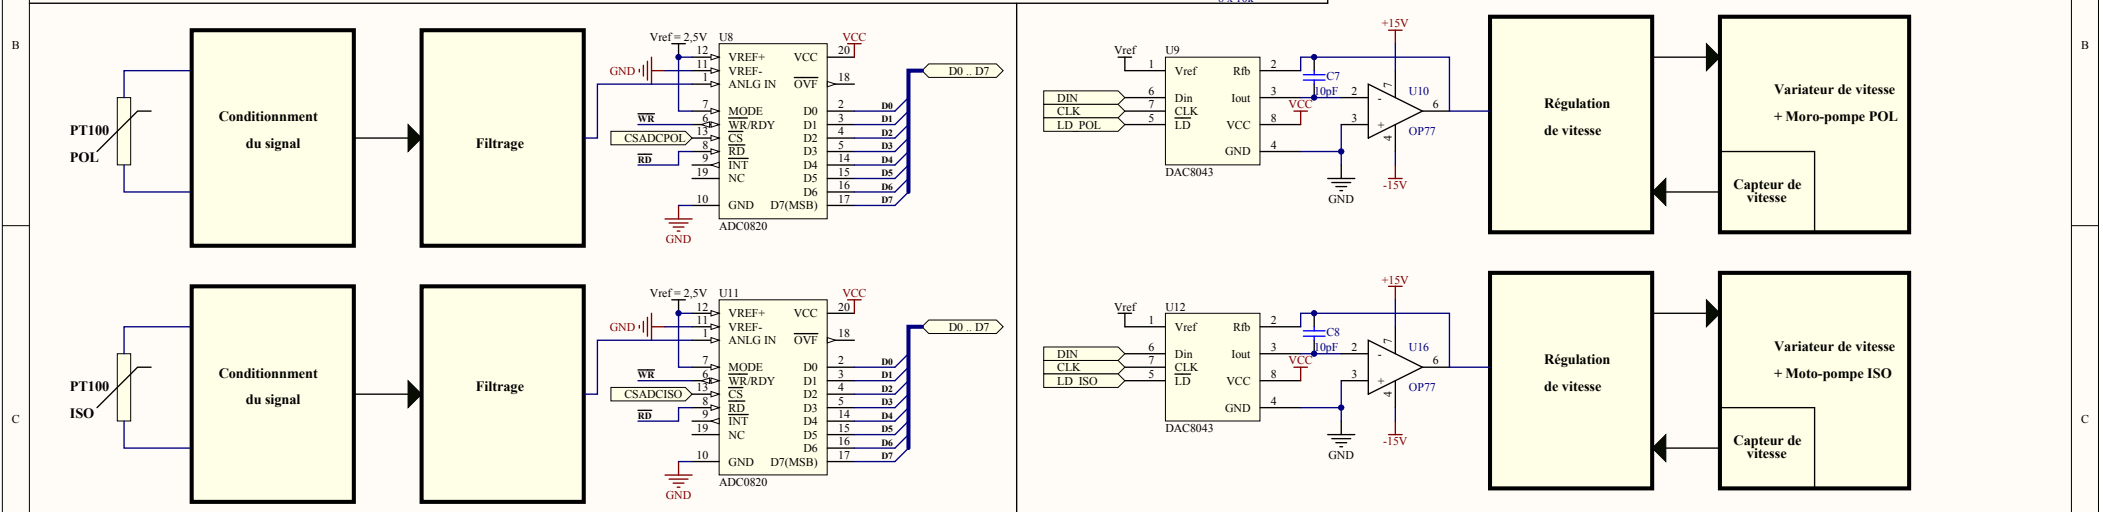 B
PT100
POL
Conditionnment
du signal
Filtrage
Vref = 2,5V
GND
WR
CSADCPOL
RD
U8
12 VREF+ VCC 20 VCC
11 VREF-
1 ANLG IN OVF 18
7 MODE D0 2 D0
6 WR/RDY D1 3 D1
13 CS D2 4 D2
8 RD D3 5 D3
9 INT D4 14 D4
19 NC D5 15 D5
D6 16 D6
10 GND D7(MSB) 17 D7
GND
ADC0820
D0 .. D7
Vref
DIN
CLK
LD_POL
U9
1 Vref Rfb 2
6 Din Iout 3
7 CLK
5 LD VCC 8
GND 4
DAC8043
C7
10pF
VCC
GND
+15V
7
2 -
3 +
6
4
U10
OP77
-15V
Régulation
de vitesse
Variateur de vitesse
+ Moro-pompe POL
Capteur de
vitesse
B
C
PT100
ISO
Conditionnment
du signal
Filtrage
Vref = 2,5V
GND
WR
CSADCISO
RD
U11
12 VREF+ VCC 20 VCC
11 VREF-
1 ANLG IN OVF 18
7 MODE D0 2 D0
6 WR/RDY D1 3 D1
13 CS D2 4 D2
8 RD D3 5 D3
9 INT D4 14 D4
19 NC D5 15 D5
D6 16 D6
10 GND D7(MSB) 17 D7
GND
ADC0820
D0 .. D7
Vref
DIN
CLK
LD_ISO
U12
1 Vref Rfb 2
6 Din Iout 3
7 CLK
5 LD VCC 8
GND 4
DAC8043
C8
10pF
VCC
GND
+15V
7
2 -
3 +
6
4
U16
OP77
-15V
Régulation
de vitesse
Variateur de vitesse
+ Moto-pompe ISO
Capteur de
vitesse
C